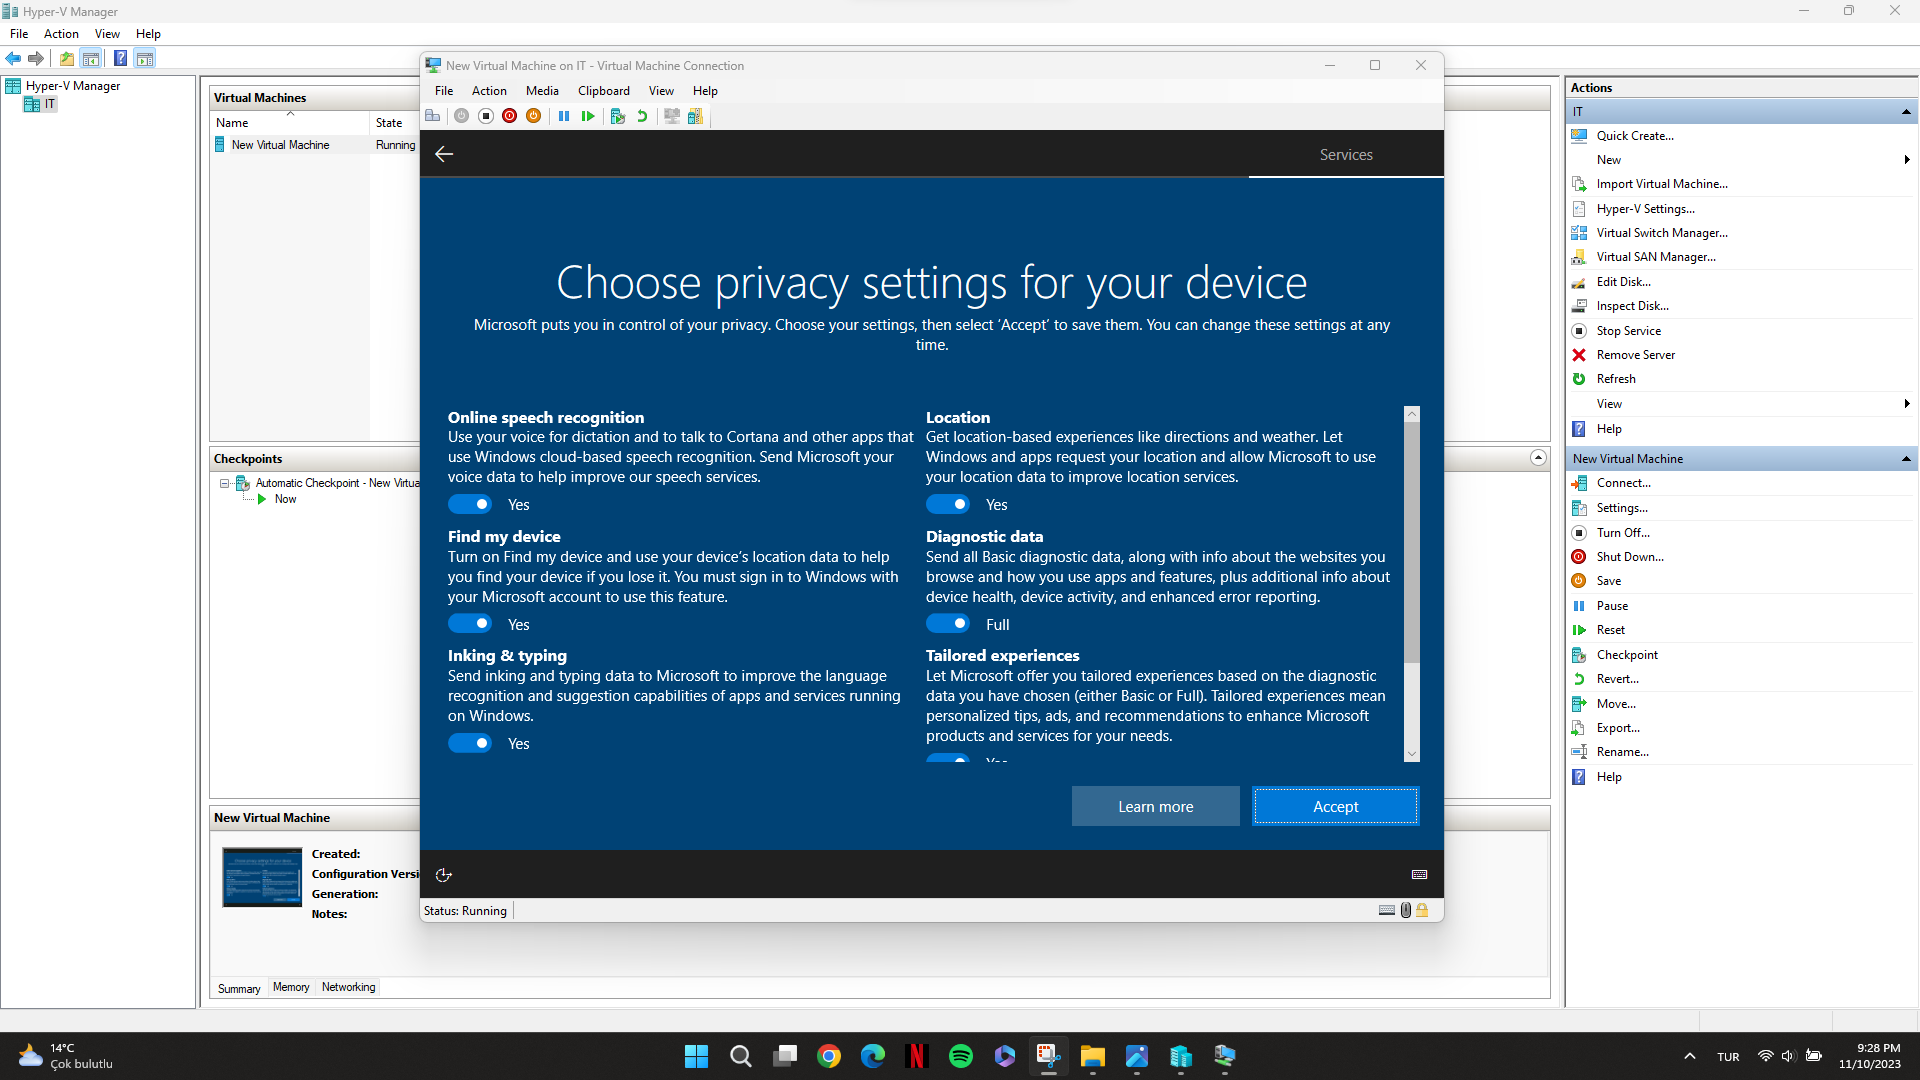 Hyper-V Manager
File Action View Help
Hyper-V Manager
IT
Virtual Machines
Name State
New Virtual Machine Running
Checkpoints
Automatic Checkpoint - New Virtua
Now
New Virtual Machine
Created:
Configuration Versi
Generation:
Notes:
Summary Memory Networking
New Virtual Machine on IT - Virtual Machine Connection
File Action Media Clipboard View Help
Services
Choose privacy settings for your device
Microsoft puts you in control of your privacy. Choose your settings, then select ‘Accept’ to save them. You can change these settings at any
time.
Online speech recognition
Use your voice for dictation and to talk to Cortana and other apps that
use Windows cloud-based speech recognition. Send Microsoft your
voice data to help improve our speech services.
Yes
Find my device
Turn on Find my device and use your device’s location data to help
you find your device if you lose it. You must sign in to Windows with
your Microsoft account to use this feature.
Yes
Inking & typing
Send inking and typing data to Microsoft to improve the language
recognition and suggestion capabilities of apps and services running
on Windows.
Yes
Location
Get location-based experiences like directions and weather. Let
Windows and apps request your location and allow Microsoft to use
your location data to improve location services.
Yes
Diagnostic data
Send all Basic diagnostic data, along with info about the websites you
browse and how you use apps and features, plus additional info about
device health, device activity, and enhanced error reporting.
Full
Tailored experiences
Let Microsoft offer you tailored experiences based on the diagnostic
data you have chosen (either Basic or Full). Tailored experiences mean
personalized tips, ads, and recommendations to enhance Microsoft
products and services for your needs.
Yes
Learn more Accept
Status: Running
Actions
IT
Quick Create...
New
Import Virtual Machine...
Hyper-V Settings...
Virtual Switch Manager...
Virtual SAN Manager...
Edit Disk...
Inspect Disk...
Stop Service
Remove Server
Refresh
View
Help
New Virtual Machine
Connect...
Settings...
Turn Off...
Shut Down...
Save
Pause
Reset
Checkpoint
Revert...
Move...
Export...
Rename...
Help
14°C
Çok bulutlu
TUR
9:28 PM
11/10/2023